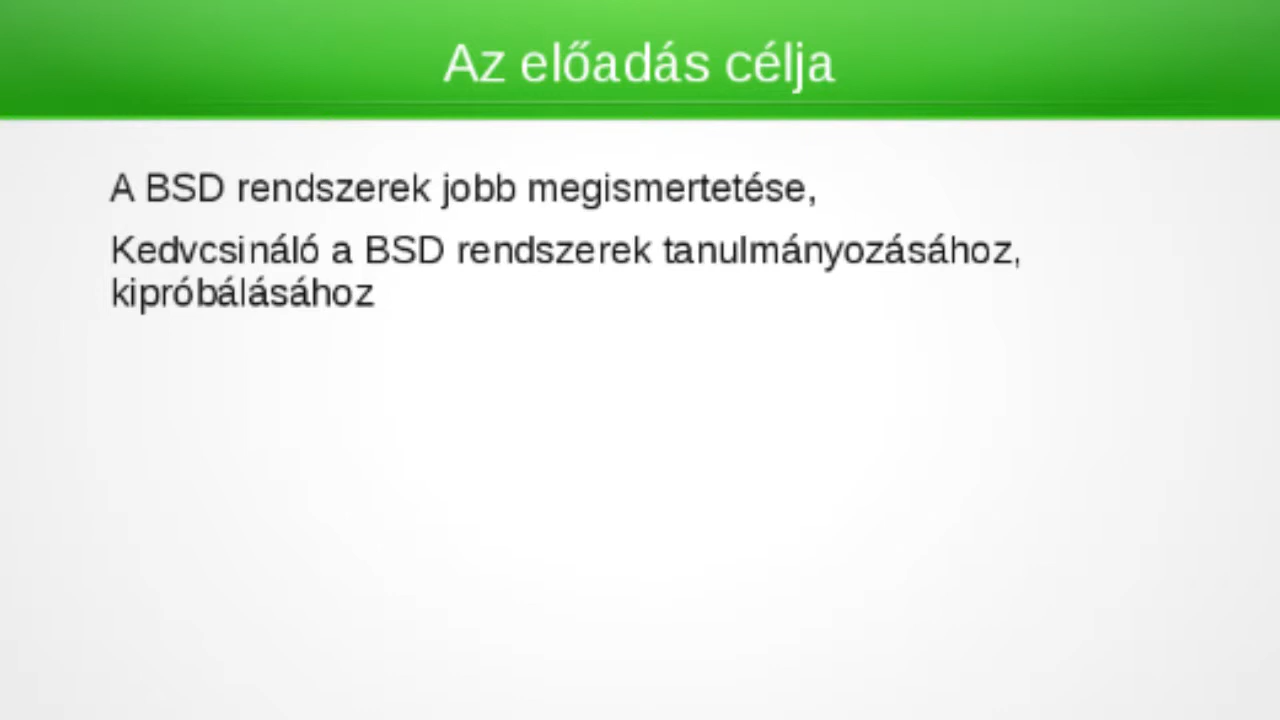 Az előadás célja
A BSD rendszerek jobb megismertetése,
Kedvcsináló a BSD rendszerek tanulmányozásához,
kipróbálásához